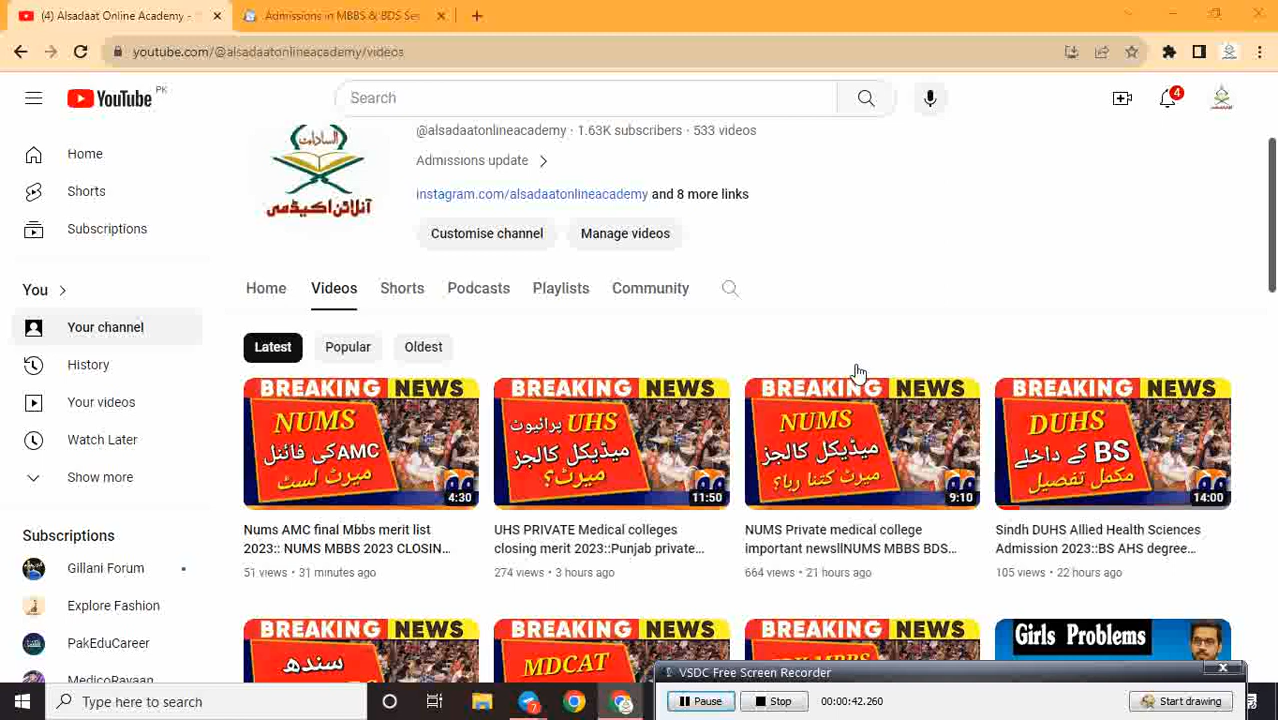 (4) Alsadaat Online Academy -
Admissions in MBBS & BDS Ses
youtube.com/@alsadaatonlineacademy/videos
YouTube PK
Search
4
السادات
آنلائن اکیڈمی
@alsadaatonlineacademy · 1.63K subscribers · 533 videos
Admissions update
instagram.com/alsadaatonlineacademy and 8 more links
Customise channel
Manage videos
Home
Shorts
Subscriptions
You
Your channel
History
Your videos
Watch Later
Show more
Subscriptions
Gillani Forum
Explore Fashion
PakEduCareer
MedicoRayaan
Home Videos Shorts Podcasts Playlists Community
Latest Popular Oldest
BREAKING NEWS
NUMS
AMC کی فائنل
میرٹ لسٹ
4:30
Nums AMC final Mbbs merit list
2023:: NUMS MBBS 2023 CLOSIN...
51 views • 31 minutes ago
BREAKING NEWS
UHS پرائیوٹ
میڈیکل کالجز
میرٹ؟
11:50
UHS PRIVATE Medical colleges
closing merit 2023::Punjab private...
274 views • 3 hours ago
BREAKING NEWS
NUMS
میڈیکل کالجز
میرٹ کتنا رہا؟
9:10
NUMS Private medical college
important news||NUMS MBBS BDS...
664 views • 21 hours ago
BREAKING NEWS
DUHS
BS کے داخلے
مکمل تفصیل
14:00
Sindh DUHS Allied Health Sciences
Admission 2023::BS AHS degree...
105 views • 22 hours ago
BREAKING NEWS
سندھ
BREAKING NEWS
MDCAT
BREAKING NEWS
Girls Problems
VSDC Free Screen Recorder
Pause
Stop
00:00:42.260
Start drawing
Type here to search
7